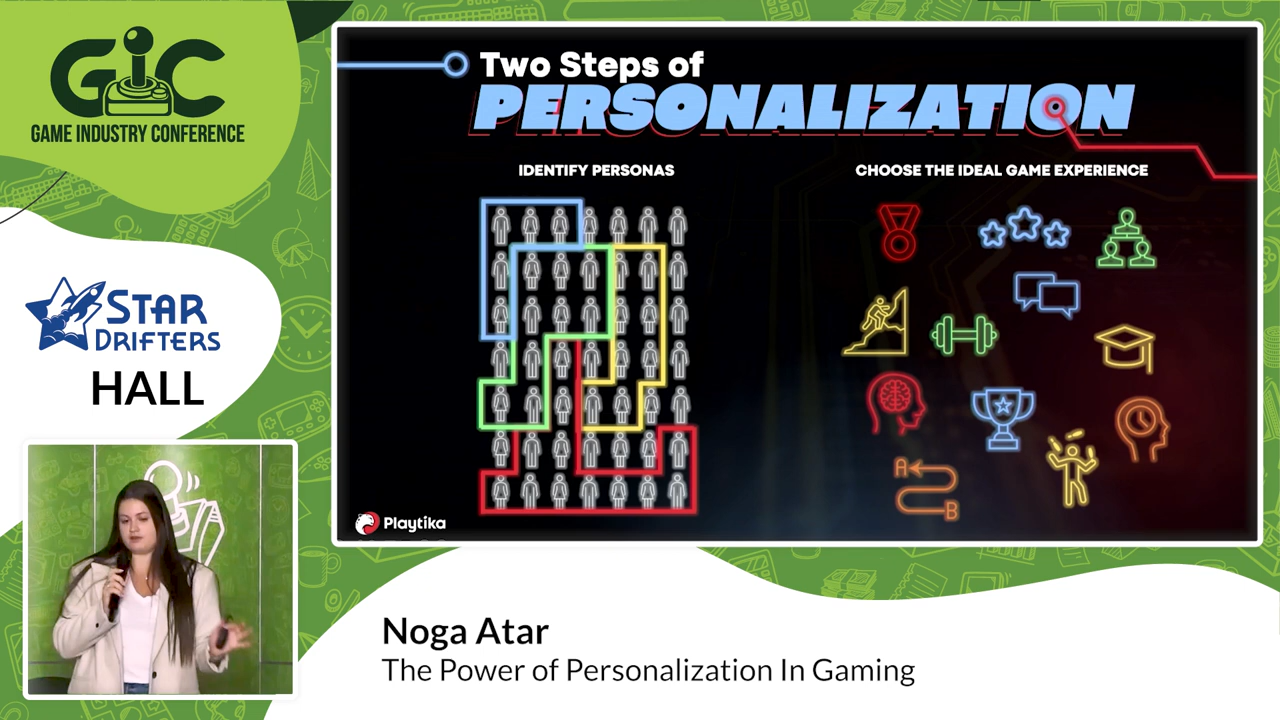 GIC
GAME INDUSTRY CONFERENCE
STAR
DRIFTERS
HALL
Two Steps of
PERSONALIZATION
IDENTIFY PERSONAS
CHOOSE THE IDEAL GAME EXPERIENCE
A
B
Playtika
Noga Atar
The Power of Personalization In Gaming